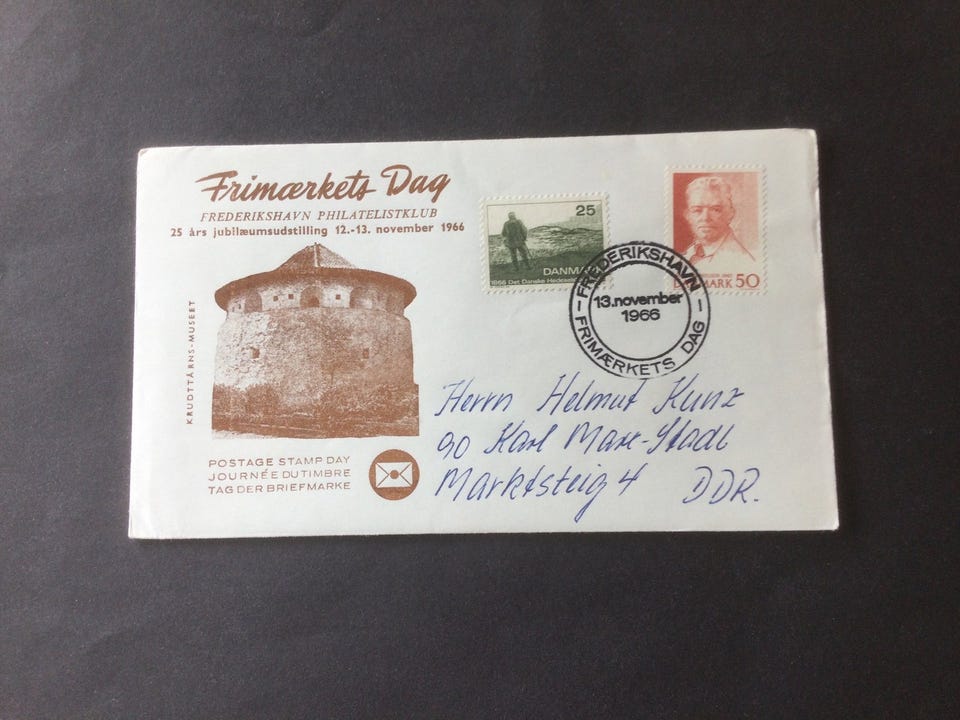 Frimærkets Dag
FREDERIKSHAVN PHILATELISTKLUB
25 års jubilæumsudstilling 12.-13. november 1966
KRUDTTÅRNS-MUSEET
POSTAGE STAMP DAY
JOURNÉE DU TIMBRE
TAG DER BRIEFMARKE
25
DANMARK
1966 Det Danske
50
FREDERIKSHAVN
13.november
1966
FRIMÆRKETS DAG
Herrn Helmut Kunz
90 Karl Marx-Stadt
Marktsteig 4 DDR.